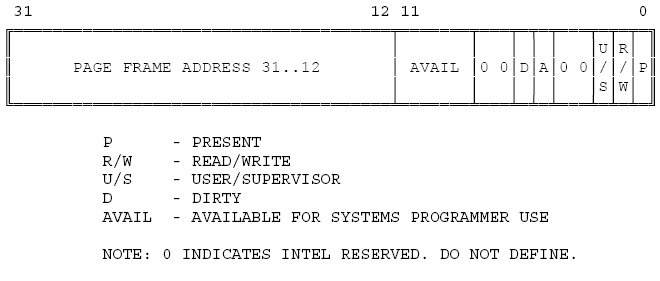 31 12 11 0
PAGE FRAME ADDRESS 31..12 AVAIL 0 0 D A 0 0 U/S R/W P
P - PRESENT
R/W - READ/WRITE
U/S - USER/SUPERVISOR
D - DIRTY
AVAIL - AVAILABLE FOR SYSTEMS PROGRAMMER USE
NOTE: 0 INDICATES INTEL RESERVED. DO NOT DEFINE.